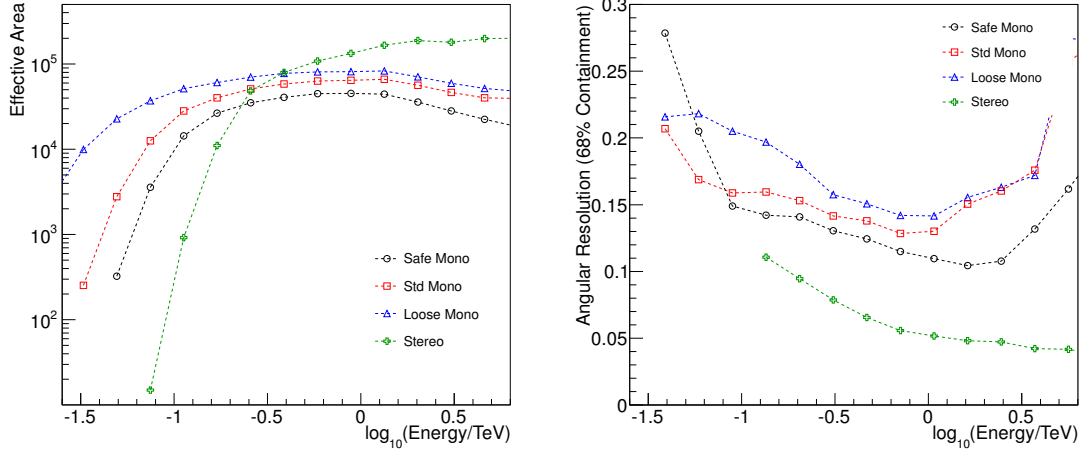 Effective Area
10^5
10^4
10^3
10^2
-1.5
-1
-0.5
0
0.5
log10(Energy/TeV)
Safe Mono
Std Mono
Loose Mono
Stereo
Angular Resolution (68% Containment)
0.3
0.25
0.2
0.15
0.1
0.05
0
-1.5
-1
-0.5
0
0.5
log10(Energy/TeV)
Safe Mono
Std Mono
Loose Mono
Stereo